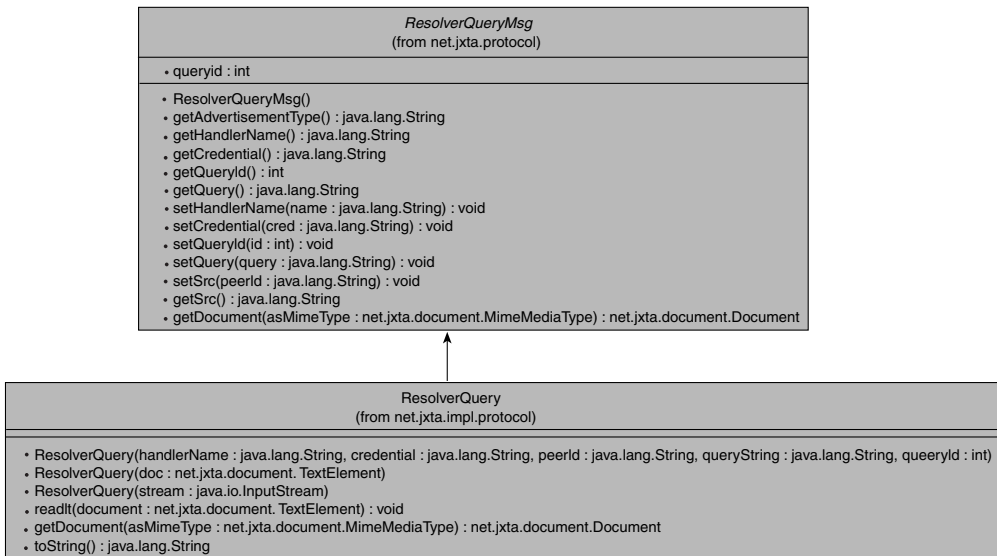 ResolverQueryMsg
(from net.jxta.protocol)
• queryid : int
• ResolverQueryMsg()
• getAdvertisementType() : java.lang.String
• getHandlerName() : java.lang.String
• getCredential() : java.lang.String
• getQueryId() : int
• getQuery() : java.lang.String
• setHandlerName(name : java.lang.String) : void
• setCredential(cred : java.lang.String) : void
• setQueryId(id : int) : void
• setQuery(query : java.lang.String) : void
• setSrc(peerId : java.lang.String) : void
• getSrc() : java.lang.String
• getDocument(asMimeType : net.jxta.document.MimeMediaType) : net.jxta.document.Document
ResolverQuery
(from net.jxta.impl.protocol)
• ResolverQuery(handlerName : java.lang.String, credential : java.lang.String, peerId : java.lang.String, queryString : java.lang.String, queeryId : int)
• ResolverQuery(doc : net.jxta.document. TextElement)
• ResolverQuery(stream : java.io.InputStream)
• readIt(document : net.jxta.document. TextElement) : void
• getDocument(asMimeType : net.jxta.document.MimeMediaType) : net.jxta.document.Document
• toString() : java.lang.String